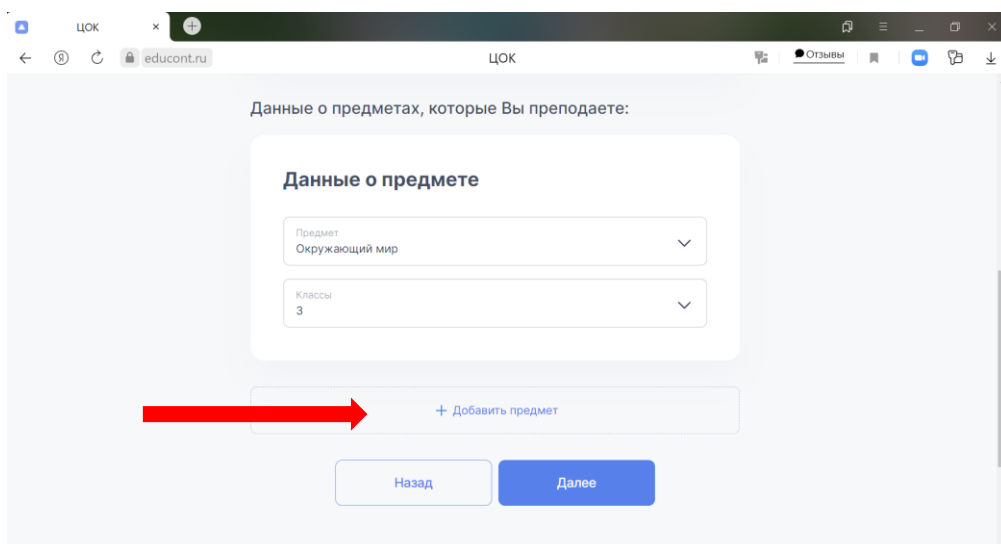 ЦОК
educont.ru
ЦОК
Отзывы
Данные о предметах, которые Вы преподаете:
Данные о предмете
Предмет
Окружающий мир
Классы
3
+ Добавить предмет
Назад
Далее